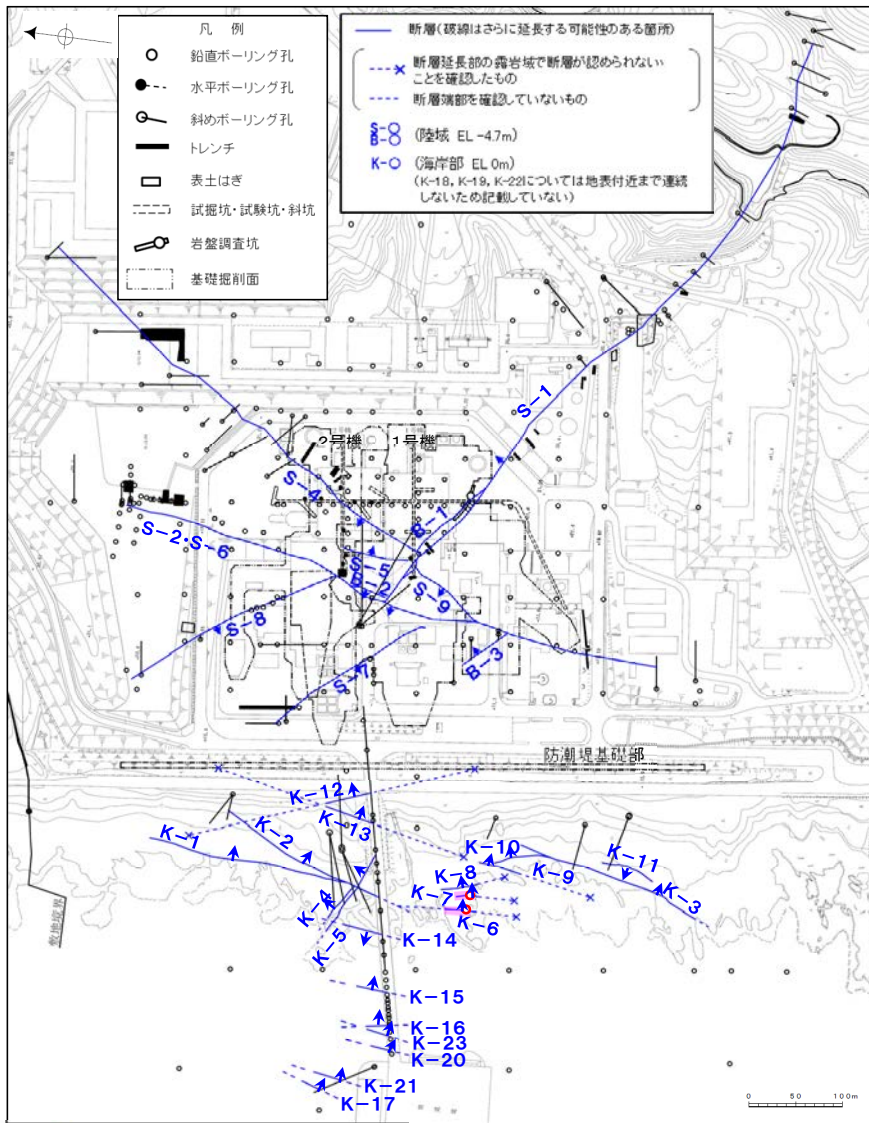 凡 例
鉛直ボーリング孔
水平ボーリング孔
斜めボーリング孔
トレンチ
表土はぎ
試掘坑・試験坑・斜坑
岩盤調査坑
基礎掘削面
断層(破線はさらに延長する可能性のある箇所)
断層延長部の露岩域で断層が認められない
ことを確認したもの
断層端部を確認していないもの
S-○
B-○
(陸域 EL -4.7m)
K-○
(海岸部 EL 0m)
(K-18, K-19, K-22については地表付近まで連続
しないため記載していない)
S-1
2号機
1号機
S-4
B-1
S-2・S-6
S-5
B-2
S-9
S-8
S-7
B-3
防潮堤基礎部
K-12
K-13
K-2
K-1
K-10
K-11
K-8
K-9
K-7
K-3
K-4
K-6
K-5
K-14
敷地境界
K-15
K-16
K-23
K-20
K-21
K-17
0 50 100m